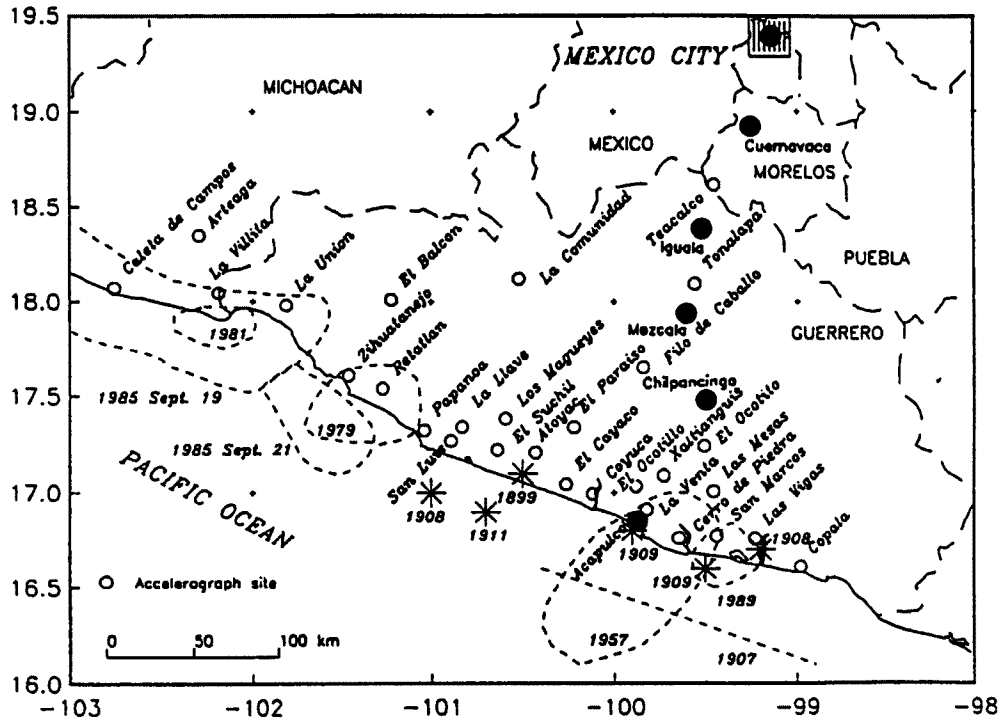 19.5
19.0
18.5
18.0
17.5
17.0
16.5
16.0
-103
-102
-101
-100
-99
-98
MEXICO CITY
MICHOACAN
MEXICO
Cuernavaca
MORELOS
PUEBLA
GUERRERO
Caleta de Campos
Arteaga
La Villita
La Union
El Balcon
Zihuatanejo
Retatlan
La Comunidad
Teacalco
Iguala
Tonalapa
Mezcala
Filo de Caballo
Chilpancingo
Papanoa
La Llave
Los Magueyes
El Suchil
Atoyac
El Paraiso
San Luis
El Cayaco
Coyuca
El Ocotillo
Xaltianguis
El Ocotito
La Venta
Las Mesas
Cerro de Piedra
San Marcos
Las Vigas
Copala
Acapulco
1981
1985 Sept. 19
1979
1985 Sept. 21
1908
1911
1899
1909
1909
1908
1989
1957
1907
PACIFIC OCEAN
Accelerograph site
0 50 100 km